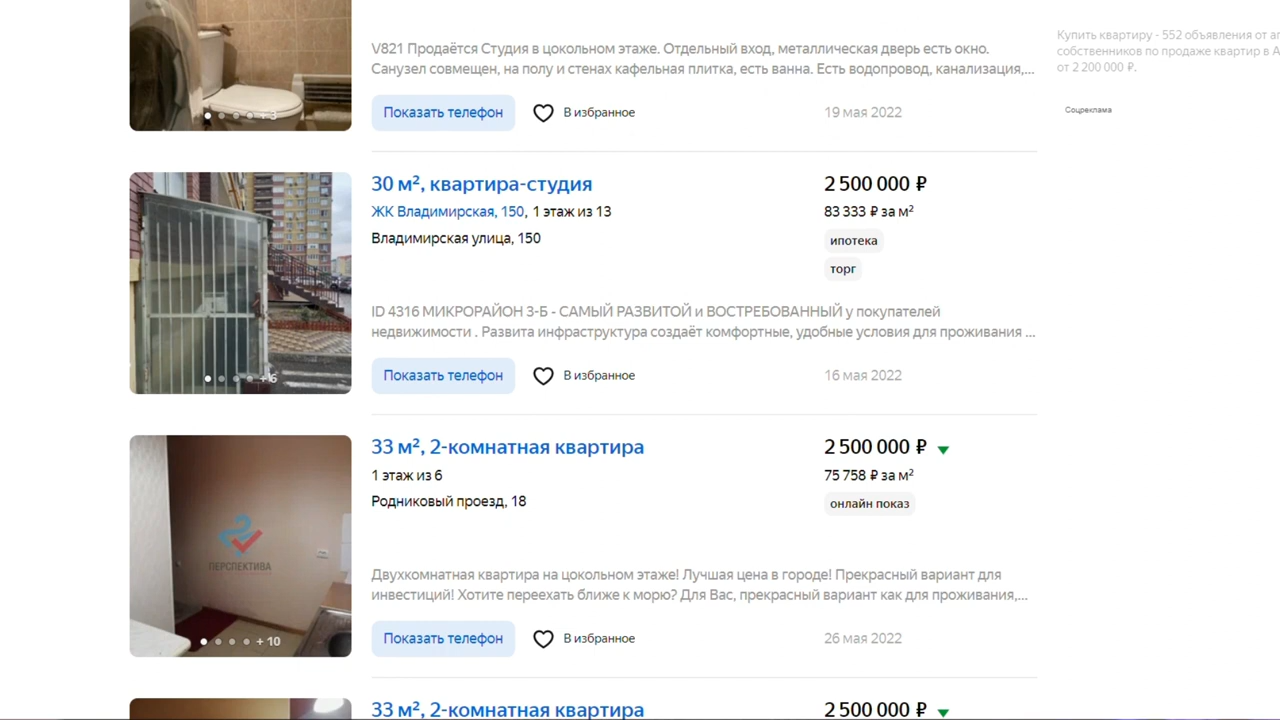 V821 Продаётся Студия в цокольном этаже. Отдельный вход, металлическая дверь есть окно.
Санузел совмещен, на полу и стенах кафельная плитка, есть ванна. Есть водопровод, канализация,...
Показать телефон
В избранное
19 мая 2022
Купить квартиру - 552 объявления от
собственников по продаже квартир в
от 2 200 000 ₽.
Соцреклама
30 м², квартира-студия
2 500 000 ₽
ЖК Владимирская, 150, 1 этаж из 13
83 333 ₽ за м²
Владимирская улица, 150
ипотека
торг
ID 4316 МИКРОРАЙОН 3-Б - САМЫЙ РАЗВИТОЙ и ВОСТРЕБОВАННЫЙ у покупателей
недвижимости . Развита инфраструктура создаёт комфортные, удобные условия для проживания ...
Показать телефон
В избранное
16 мая 2022
33 м², 2-комнатная квартира
2 500 000 ₽
1 этаж из 6
75 758 ₽ за м²
Родниковый проезд, 18
онлайн показ
ПЕРСПЕКТИВА
Двухкомнатная квартира на цокольном этаже! Лучшая цена в городе! Прекрасный вариант для
инвестиций! Хотите переехать ближе к морю? Для Вас, прекрасный вариант как для проживания,...
+ 10
Показать телефон
В избранное
26 мая 2022
33 м², 2-комнатная квартира
2 500 000 ₽